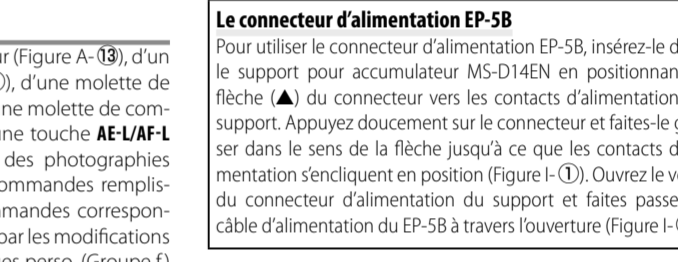 ur (Figure A-⑬), d'un
), d'une molette de
ne molette de com-
une touche AE-L/AF-L
des photographies
ommandes remplis-
mandes correspon-
par les modifications
Le connecteur d'alimentation EP-5B
Pour utiliser le connecteur d'alimentation EP-5B, insérez-le d
le support pour accumulateur MS-D14EN en positionnan
flèche (▲) du connecteur vers les contacts d'alimentation
support. Appuyez doucement sur le connecteur et faites-le g
ser dans le sens de la flèche jusqu'à ce que les contacts d
mentation s'encliquent en position (Figure I-①). Ouvrez le v
du connecteur d'alimentation du support et faites passe
câble d'alimentation du EP-5B à travers l'ouverture (Figure I-